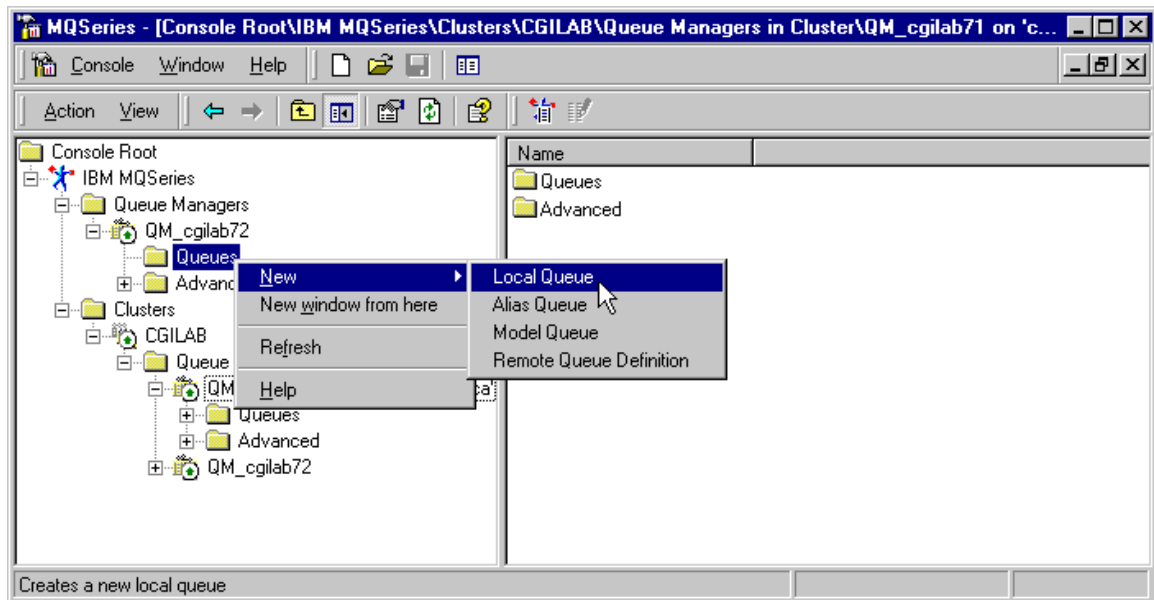 MQSeries - [Console Root\IBM MQSeries\Clusters\CGILAB\Queue Managers in Cluster\QM_cgilab71 on 'c...
Console Window Help
Action View
Console Root
IBM MQSeries
Queue Managers
QM_cgilab72
Queues
Advanc
Clusters
CGILAB
Queue
QM ca'
Queues
Advanced
QM_cgilab72
New
New window from here
Refresh
Help
Local Queue
Alias Queue
Model Queue
Remote Queue Definition
Name
Queues
Advanced
Creates a new local queue